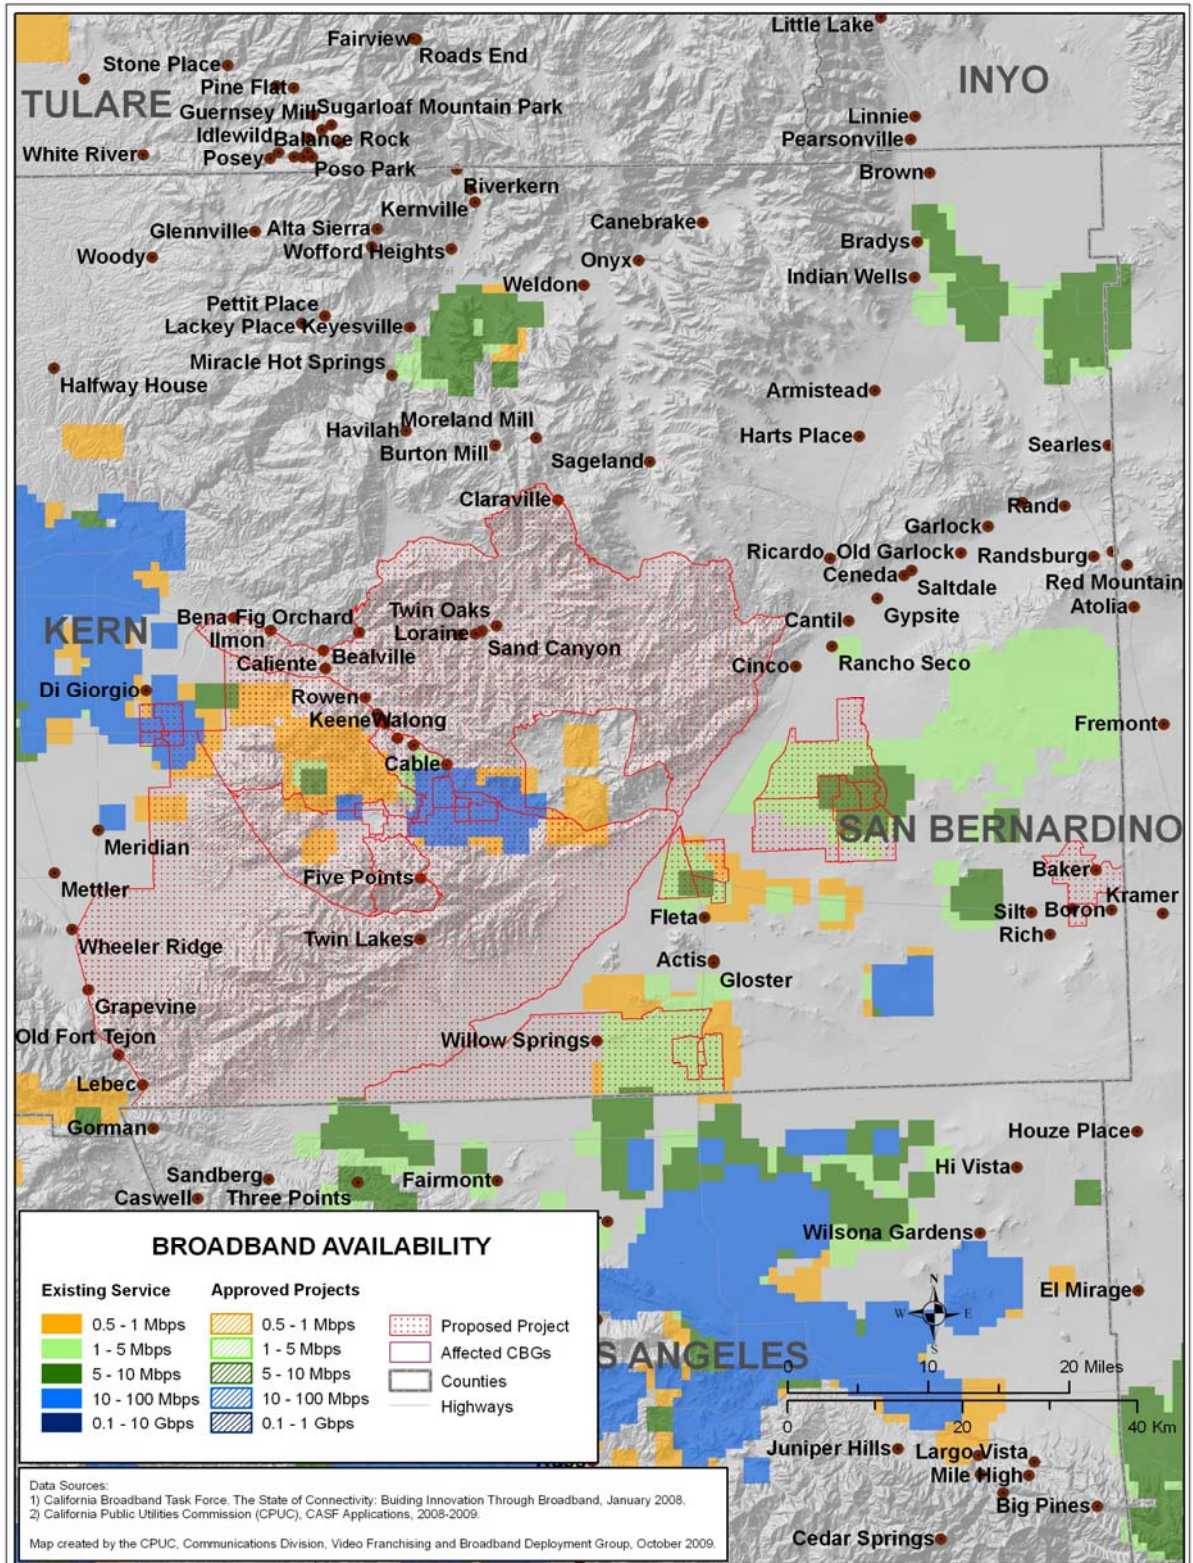 Little Lake
Fairview
Roads End
Stone Place
INYO
Pine Flat
TULARE
Guernsey Mill
Sugarloaf Mountain Park
Linnie
Idlewild
Balance Rock
Pearsonville
White River
Posey
Poso Park
Brown
Riverkern
Kernville
Canebrake
Glennville
Alta Sierra
Bradys
Woody
Wofford Heights
Onyx
Indian Wells
Weldon
Pettit Place
Lackey Place
Keyesville
Miracle Hot Springs
Halfway House
Armistead
Moreland Mill
Havilah
Harts Place
Burton Mill
Searles
Sageland
Claraville
Rand
Garlock
Ricardo
Old Garlock
Randsburg
Ceneda
Saltdale
Red Mountain
Atolia
Gypsite
Bena
Fig Orchard
Twin Oaks
Cantil
KERN
Ilmon
Loraine
Sand Canyon
Bealville
Caliente
Cinco
Rancho Seco
Di Giorgio
Rowen
Keene
Walong
Fremont
Cable
SAN BERNARDINO
Meridian
Baker
Five Points
Mettler
Kramer
Silt
Boron
Fleta
Rich
Twin Lakes
Wheeler Ridge
Actis
Gloster
Grapevine
Old Fort Tejon
Willow Springs
Lebec
Gorman
Houze Place
Hi Vista
Sandberg
Fairmont
Caswell
Three Points
Wilsona Gardens
BROADBAND AVAILABILITY
Existing Service
Approved Projects
0.5 - 1 Mbps
0.5 - 1 Mbps
Proposed Project
1 - 5 Mbps
1 - 5 Mbps
Affected CBGs
5 - 10 Mbps
5 - 10 Mbps
Counties
10 - 100 Mbps
10 - 100 Mbps
Highways
0.1 - 10 Gbps
0.1 - 1 Gbps
N
W
E
S
El Mirage
S ANGELES
0 10 20 Miles
0 20 40 Km
Juniper Hills
Largo Vista
Mile High
Big Pines
Cedar Springs
Data Sources:
1) California Broadband Task Force. The State of Connectivity: Buiding Innovation Through Broadband, January 2008.
2) California Public Utilities Commission (CPUC), CASF Applications, 2008-2009.
Map created by the CPUC, Communications Division, Video Franchising and Broadband Deployment Group, October 2009.